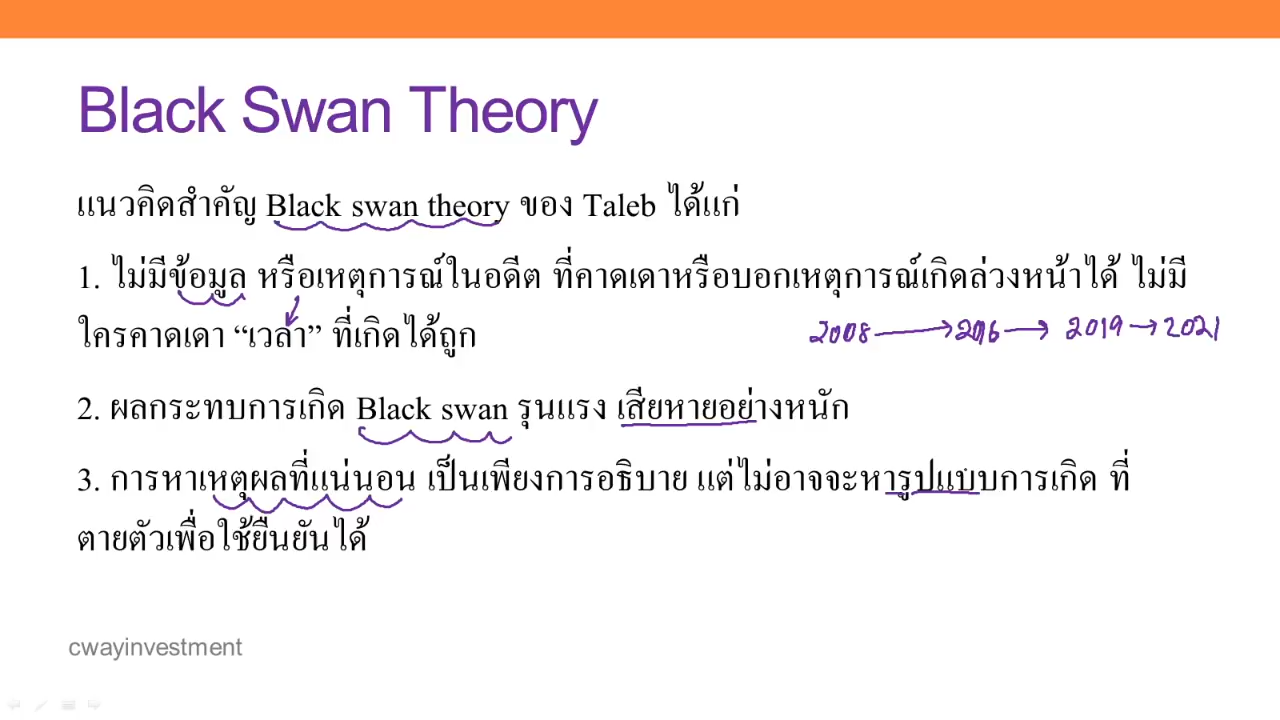 Black Swan Theory
แนวคิดสำคัญ Black swan theory ของ Taleb ได้แก่
1. ไม่มีข้อมูล หรือเหตุการณ์ในอดีต ที่คาดเดาหรือบอกเหตุการณ์เกิดล่วงหน้าได้ ไม่มี
ใครคาดเดา “เวลา” ที่เกิดได้ถูก
2008 → 2016 → 2019 → 2021
2. ผลกระทบการเกิด Black swan รุนแรง เสียหายอย่างหนัก
3. การหาเหตุผลที่แน่นอน เป็นเพียงการอธิบาย แต่ไม่อาจจะหารูปแบบการเกิด ที่
ตายตัวเพื่อใช้ยืนยันได้
cwayinvestment